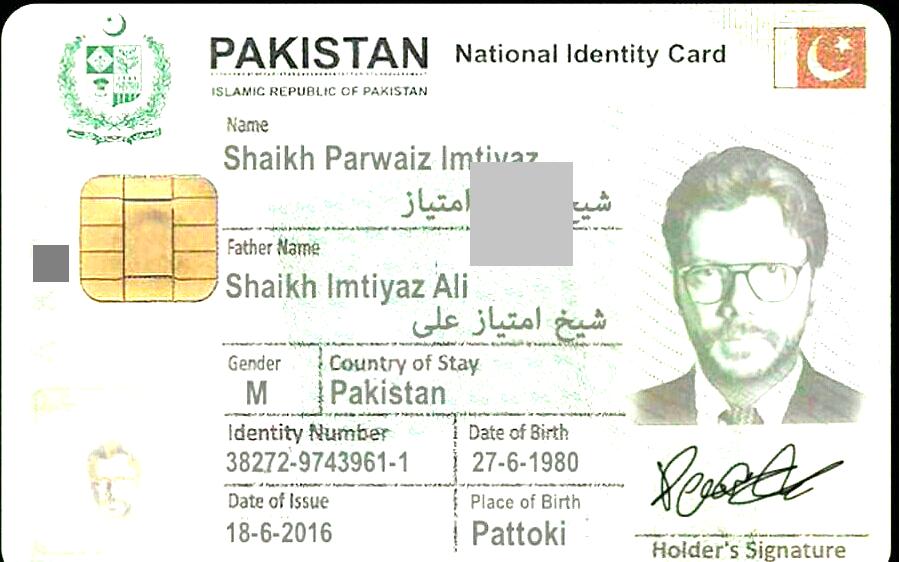 PAKISTAN National Identity Card
ISLAMIC REPUBLIC OF PAKISTAN
Name
Shaikh Parwaiz Imtiyaz
امتیاز
Father Name
Shaikh Imtiyaz Ali
شیخ امتیاز علی
Gender Country of Stay
M Pakistan
Identity Number Date of Birth
38272-9743961-1 27-6-1980
Date of Issue Place of Birth
18-6-2016 Pattoki
Holder's Signature